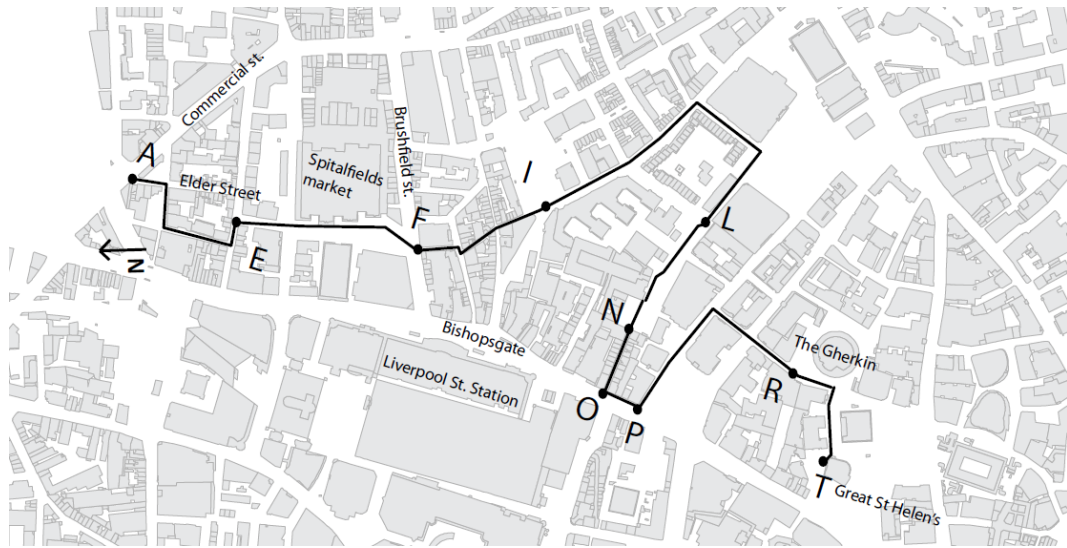 Commercial st.
A
Elder Street
Spitalfields
market
Brushfield st.
I
F
L
E
N
Bishopsgate
N
Liverpool St. Station
The Gherkin
O
R
P
T
Great St Helen's